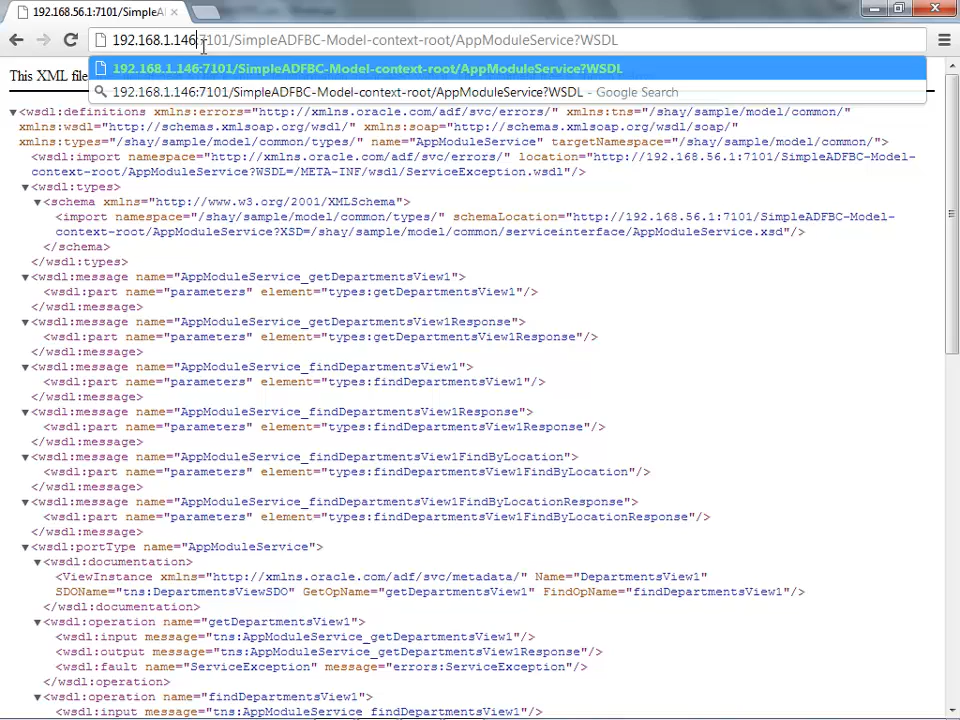 192.168.56.1:7101/SimpleA
192.168.1.146:7101/SimpleADFBC-Model-context-root/AppModuleService?WSDL
192.168.1.146:7101/SimpleADFBC-Model-context-root/AppModuleService?WSDL
192.168.1.146:7101/SimpleADFBC-Model-context-root/AppModuleService?WSDL - Google Search
This XML file
▼<wsdl:definitions xmlns:errors="http://xmlns.oracle.com/adf/svc/errors/" xmlns:tns="/shay/sample/model/common/"
xmlns:wsdl="http://schemas.xmlsoap.org/wsdl/" xmlns:soap="http://schemas.xmlsoap.org/wsdl/soap/"
xmlns:types="/shay/sample/model/common/types/" name="AppModuleService" targetNamespace="/shay/sample/model/common/">
<wsdl:import namespace="http://xmlns.oracle.com/adf/svc/errors/" location="http://192.168.56.1:7101/SimpleADFBC-Model-
context-root/AppModuleService?WSDL=/META-INF/wsdl/ServiceException.wsdl"/>
▼<wsdl:types>
▼<schema xmlns="http://www.w3.org/2001/XMLSchema">
<import namespace="/shay/sample/model/common/types/" schemaLocation="http://192.168.56.1:7101/SimpleADFBC-Model-
context-root/AppModuleService?XSD=/shay/sample/model/common/serviceinterface/AppModuleService.xsd"/>
</schema>
</wsdl:types>
▼<wsdl:message name="AppModuleService_getDepartmentsView1">
<wsdl:part name="parameters" element="types:getDepartmentsView1"/>
</wsdl:message>
▼<wsdl:message name="AppModuleService_getDepartmentsView1Response">
<wsdl:part name="parameters" element="types:getDepartmentsView1Response"/>
</wsdl:message>
▼<wsdl:message name="AppModuleService_findDepartmentsView1">
<wsdl:part name="parameters" element="types:findDepartmentsView1"/>
</wsdl:message>
▼<wsdl:message name="AppModuleService_findDepartmentsView1Response">
<wsdl:part name="parameters" element="types:findDepartmentsView1Response"/>
</wsdl:message>
▼<wsdl:message name="AppModuleService_findDepartmentsView1FindByLocation">
<wsdl:part name="parameters" element="types:findDepartmentsView1FindByLocation"/>
</wsdl:message>
▼<wsdl:message name="AppModuleService_findDepartmentsView1FindByLocationResponse">
<wsdl:part name="parameters" element="types:findDepartmentsView1FindByLocationResponse"/>
</wsdl:message>
▼<wsdl:portType name="AppModuleService">
▼<wsdl:documentation>
<ViewInstance xmlns="http://xmlns.oracle.com/adf/svc/metadata/" Name="DepartmentsView1"
SDOName="tns:DepartmentsViewSDO" GetOpName="getDepartmentsView1" FindOpName="findDepartmentsView1"/>
</wsdl:documentation>
▼<wsdl:operation name="getDepartmentsView1">
<wsdl:input message="tns:AppModuleService_getDepartmentsView1"/>
<wsdl:output message="tns:AppModuleService_getDepartmentsView1Response"/>
<wsdl:fault name="ServiceException" message="errors:ServiceException"/>
</wsdl:operation>
▼<wsdl:operation name="findDepartmentsView1">
<wsdl:input message="tns:AppModuleService_findDepartmentsView1"/>